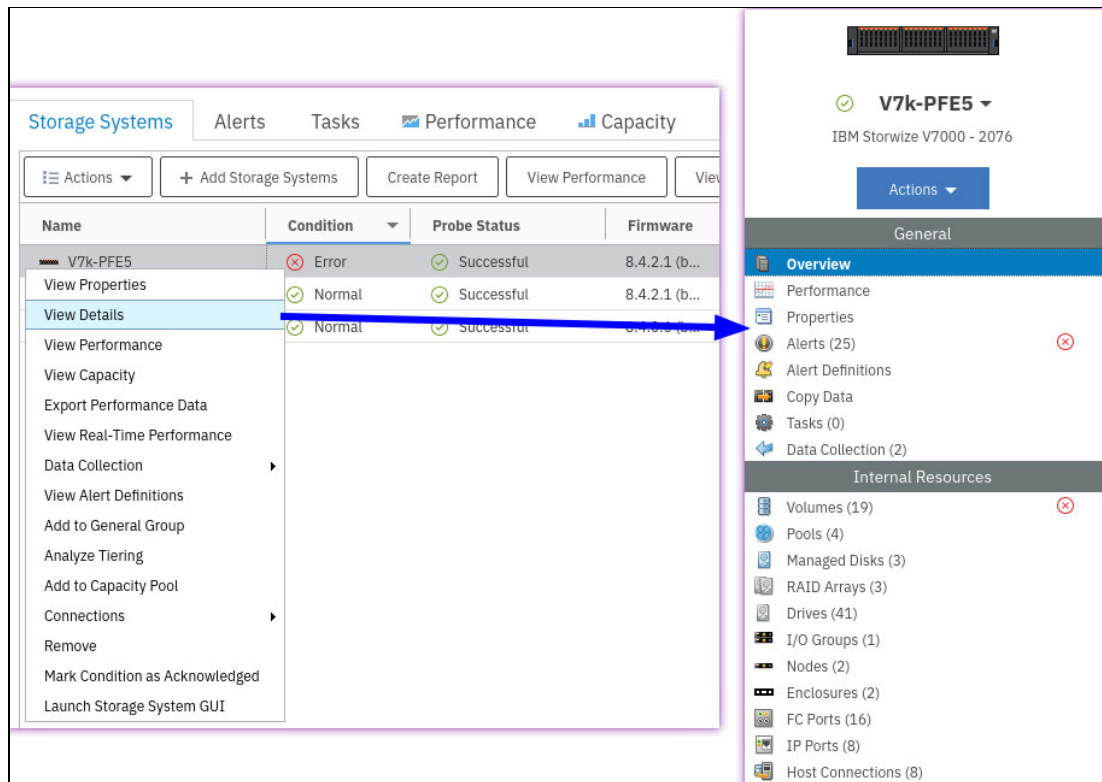 Storage Systems Alerts Tasks Performance Capacity
Actions + Add Storage Systems Create Report View Performance
Name Condition Probe Status Firmware
V7k-PFE5 Error Successful 8.4.2.1 (b...
Normal Successful 8.4.2.1 (b...
Normal Successful
View Properties
View Details
View Performance
View Capacity
Export Performance Data
View Real-Time Performance
Data Collection
View Alert Definitions
Add to General Group
Analyze Tiering
Add to Capacity Pool
Connections
Remove
Mark Condition as Acknowledged
Launch Storage System GUI
V7k-PFE5
IBM Storwize V7000 - 2076
Actions
General
Overview
Performance
Properties
Alerts (25)
Alert Definitions
Copy Data
Tasks (0)
Data Collection (2)
Internal Resources
Volumes (19)
Pools (4)
Managed Disks (3)
RAID Arrays (3)
Drives (41)
I/O Groups (1)
Nodes (2)
Enclosures (2)
FC Ports (16)
IP Ports (8)
Host Connections (8)